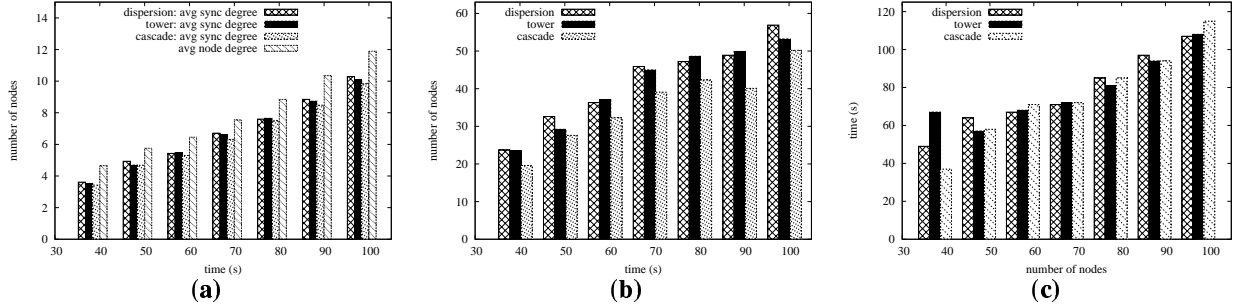 dispersion: avg sync degree
tower: avg sync degree
cascade: avg sync degree
avg node degree
number of nodes
14
12
10
8
6
4
2
0
30 40 50 60 70 80 90 100
time (s)
(a)
dispersion
tower
cascade
number of nodes
60
50
40
30
20
10
0
30 40 50 60 70 80 90 100
time (s)
(b)
dispersion
tower
cascade
time (s)
120
100
80
60
40
20
0
30 40 50 60 70 80 90 100
number of nodes
(c)